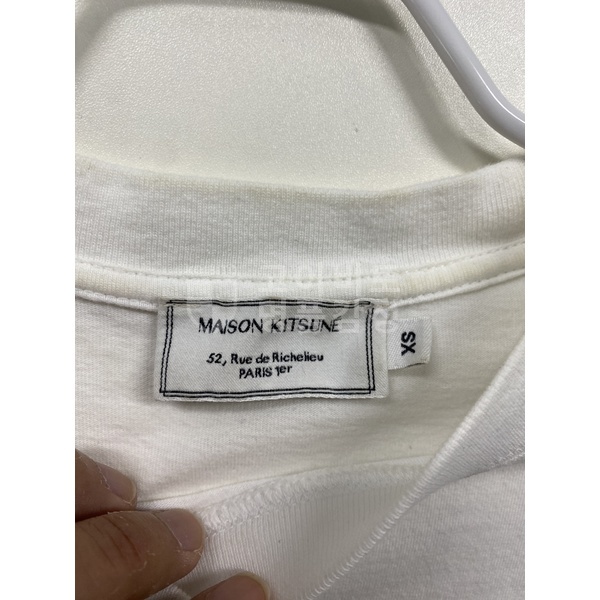 MAISON KITSUNÉ
52, Rue de Richelieu
PARIS 1er
XS